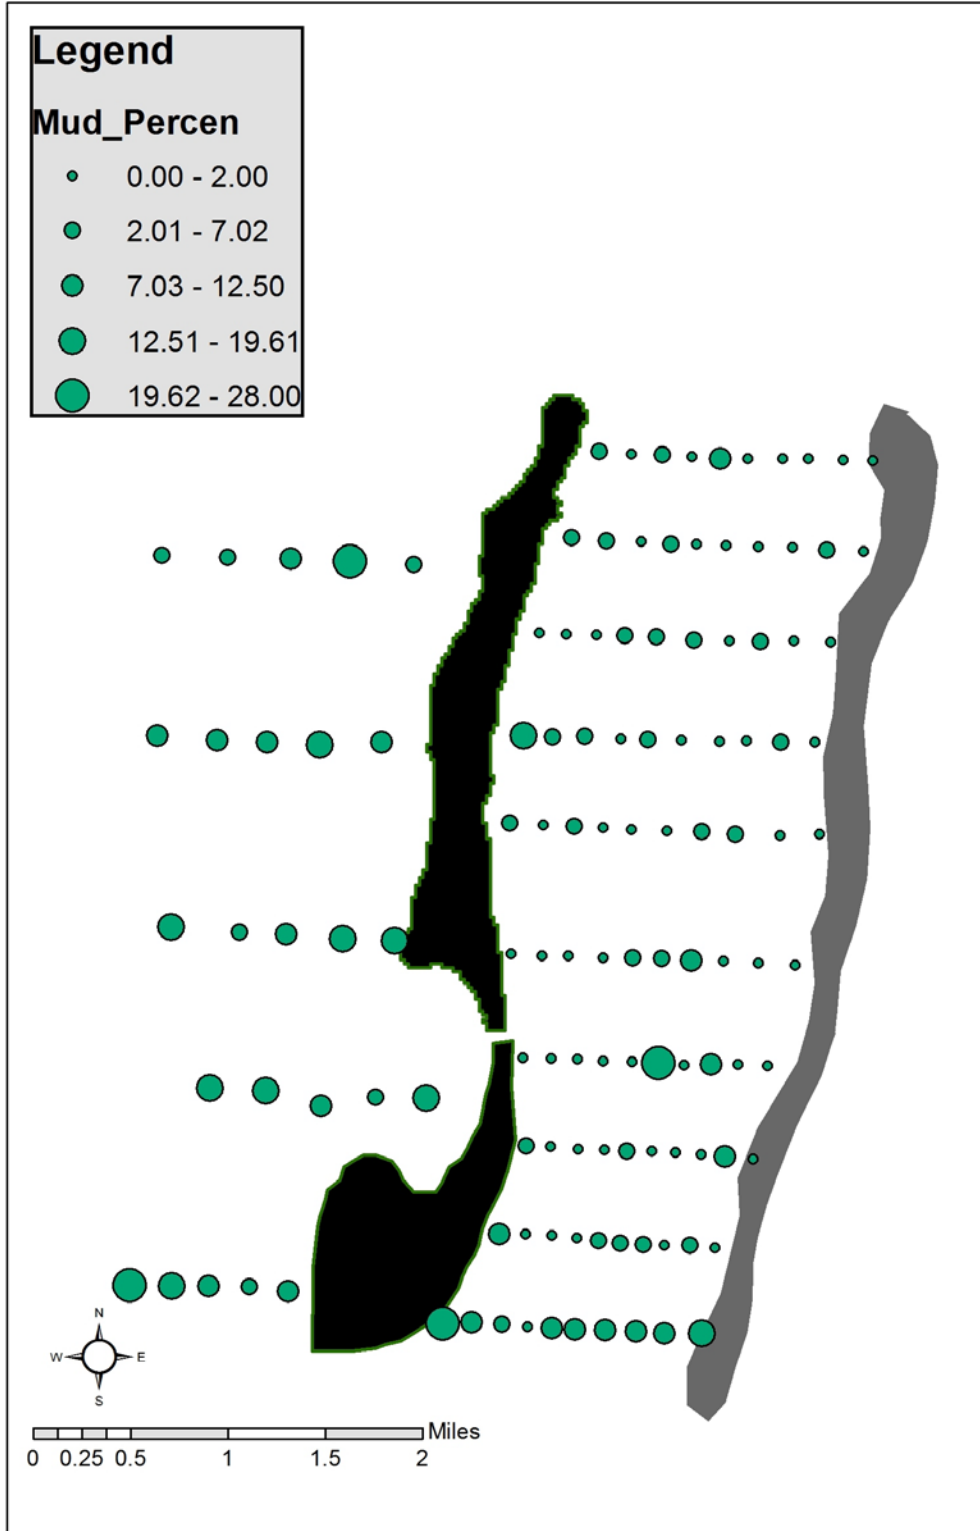 Legend
Mud_Percen
0.00 - 2.00
2.01 - 7.02
7.03 - 12.50
12.51 - 19.61
19.62 - 28.00
N
W E
S
Miles
0 0.25 0.5 1 1.5 2